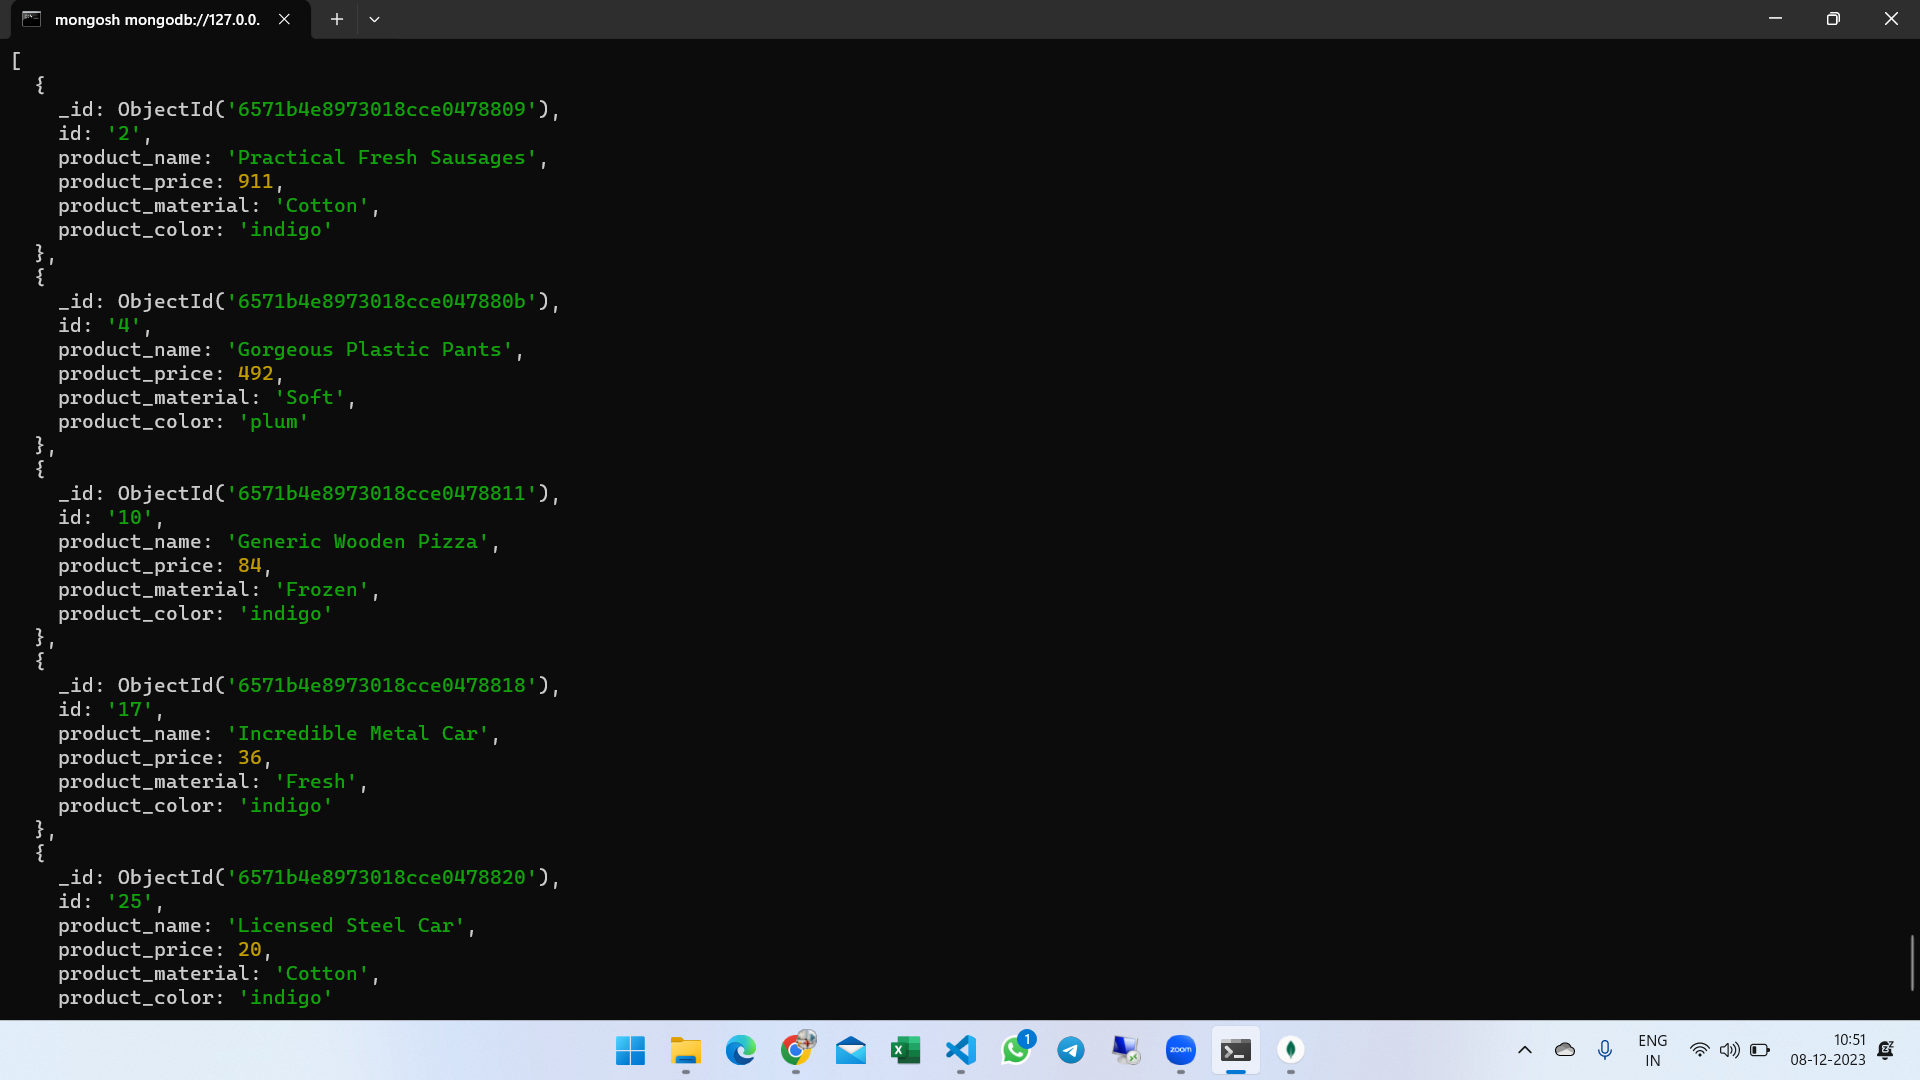 mongosh mongodb://127.0.0.
[
  {
    _id: ObjectId('6571b4e8973018cce0478809'),
    id: '2',
    product_name: 'Practical Fresh Sausages',
    product_price: 911,
    product_material: 'Cotton',
    product_color: 'indigo'
  },
  {
    _id: ObjectId('6571b4e8973018cce047880b'),
    id: '4',
    product_name: 'Gorgeous Plastic Pants',
    product_price: 492,
    product_material: 'Soft',
    product_color: 'plum'
  },
  {
    _id: ObjectId('6571b4e8973018cce0478811'),
    id: '10',
    product_name: 'Generic Wooden Pizza',
    product_price: 84,
    product_material: 'Frozen',
    product_color: 'indigo'
  },
  {
    _id: ObjectId('6571b4e8973018cce0478818'),
    id: '17',
    product_name: 'Incredible Metal Car',
    product_price: 36,
    product_material: 'Fresh',
    product_color: 'indigo'
  },
  {
    _id: ObjectId('6571b4e8973018cce0478820'),
    id: '25',
    product_name: 'Licensed Steel Car',
    product_price: 20,
    product_material: 'Cotton',
    product_color: 'indigo'
1
zoom
ENG
IN
10:51
08-12-2023